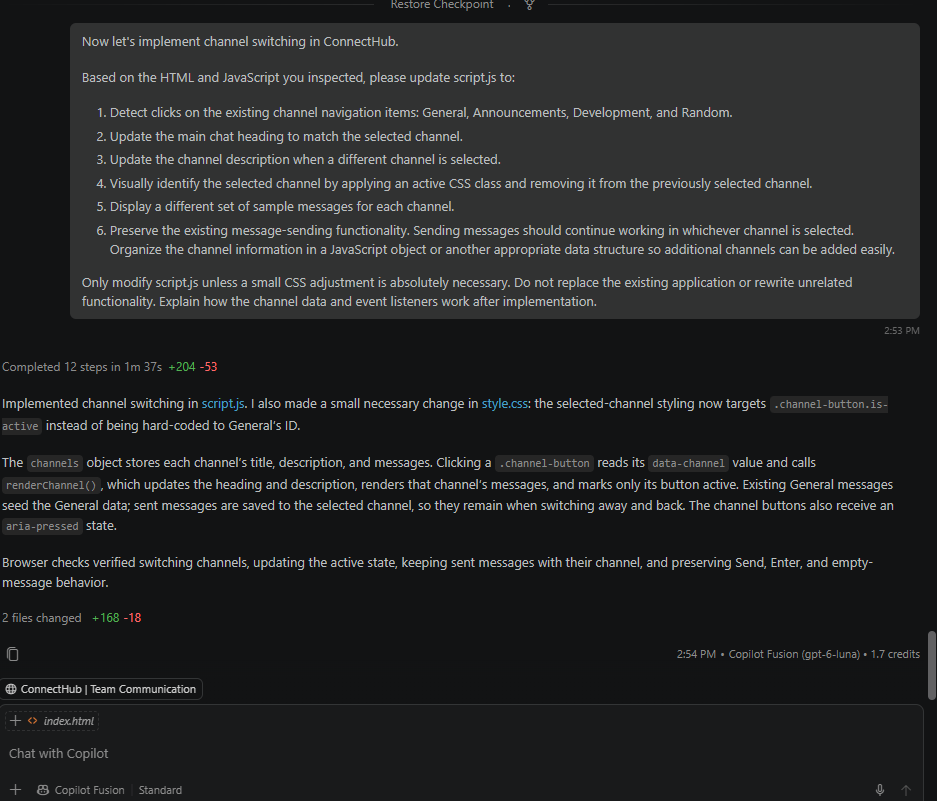 Restore Checkpoint
Now let's implement channel switching in ConnectHub.
Based on the HTML and JavaScript you inspected, please update script.js to:
1. Detect clicks on the existing channel navigation items: General, Announcements, Development, and Random.
2. Update the main chat heading to match the selected channel.
3. Update the channel description when a different channel is selected.
4. Visually identify the selected channel by applying an active CSS class and removing it from the previously selected channel.
5. Display a different set of sample messages for each channel.
6. Preserve the existing message-sending functionality. Sending messages should continue working in whichever channel is selected.
Organize the channel information in a JavaScript object or another appropriate data structure so additional channels can be added easily.
Only modify script.js unless a small CSS adjustment is absolutely necessary. Do not replace the existing application or rewrite unrelated
functionality. Explain how the channel data and event listeners work after implementation.
2:53 PM
Completed 12 steps in 1m 37s +204 -53
Implemented channel switching in script.js. I also made a small necessary change in style.css: the selected-channel styling now targets .channel-button.is-
active instead of being hard-coded to General's ID.
The channels object stores each channel's title, description, and messages. Clicking a .channel-button reads its data-channel value and calls
renderChannel(), which updates the heading and description, renders that channel's messages, and marks only its button active. Existing General messages
seed the General data; sent messages are saved to the selected channel, so they remain when switching away and back. The channel buttons also receive an
aria-pressed state.
Browser checks verified switching channels, updating the active state, keeping sent messages with their channel, and preserving Send, Enter, and empty-
message behavior.
2 files changed +168 -18
2:54 PM • Copilot Fusion (gpt-6-luna) • 1.7 credits
ConnectHub | Team Communication
index.html
Chat with Copilot
Copilot Fusion Standard